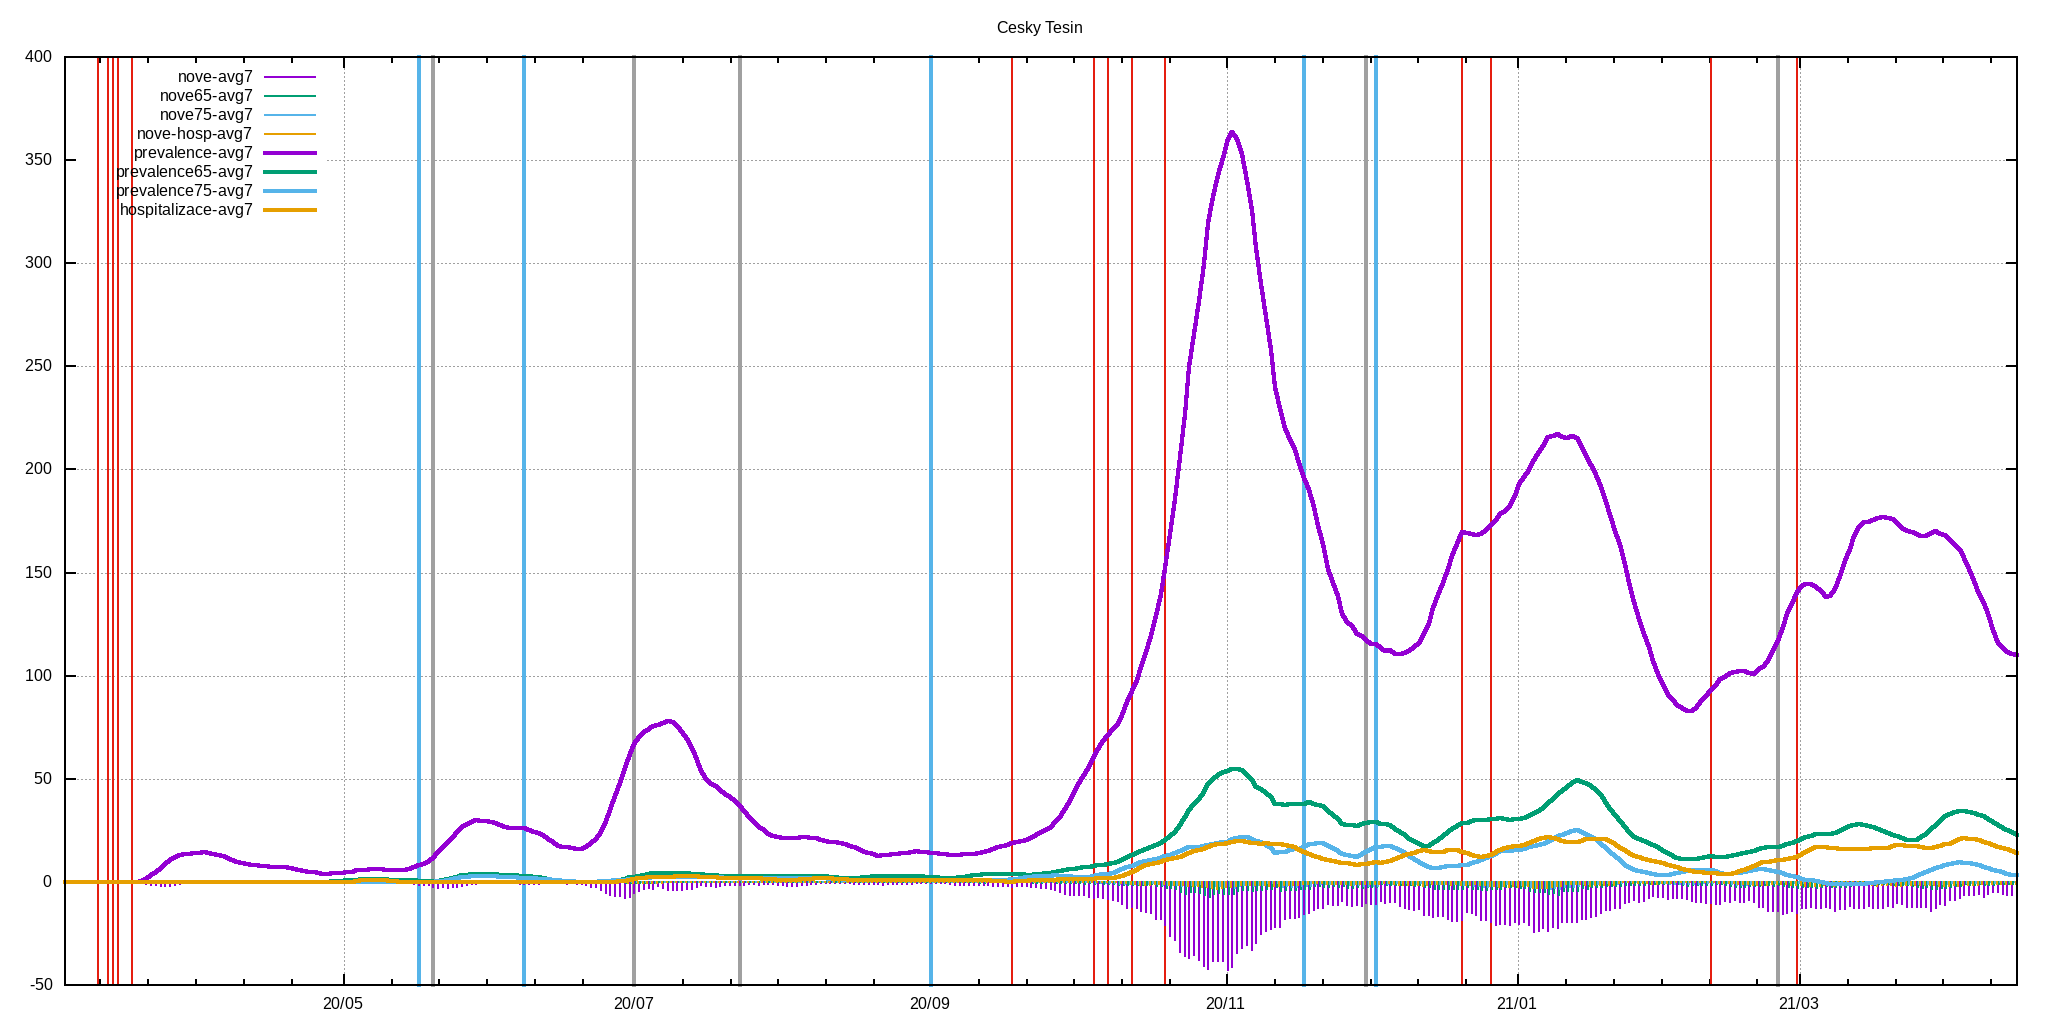 Cesky Tesin
400
350
300
250
200
150
100
50
0
-50
nove-avg7
nove65-avg7
nove75-avg7
nove-hosp-avg7
prevalence-avg7
prevalence65-avg7
prevalence75-avg7
hospitalizace-avg7
20/05
20/07
20/09
20/11
21/01
21/03